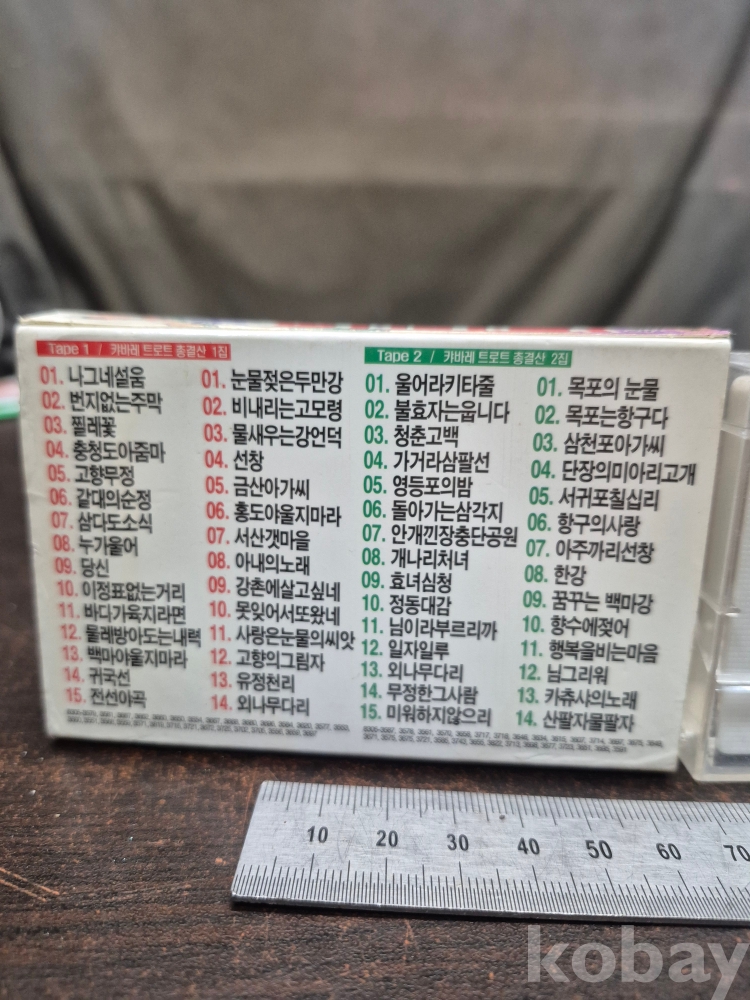 Tape 1 / 카바레 트로트 총결산 1집
01. 나그네설움
02. 번지없는주막
03. 찔레꽃
04. 충청도아줌마
05. 고향무정
06. 갈대의순정
07. 삼다도소식
08. 누가울어
09. 당신
10. 이정표없는거리
11. 바다가육지라면
12. 물레방아도는내력
13. 백마야울지마라
14. 귀국선
15. 전선야곡
01. 눈물젖은두만강
02. 비내리는고모령
03. 물새우는강언덕
04. 선창
05. 금산아가씨
06. 홍도야울지마라
07. 서산갯마을
08. 아내의노래
09. 강촌에살고싶네
10. 못잊어서또왔네
11. 사랑은눈물의씨앗
12. 고향의그림자
13. 유정천리
14. 외나무다리
Tape 2 / 카바레 트로트 총결산 2집
01. 울어라키타줄
02. 불효자는웁니다
03. 청춘고백
04. 가거라삼팔선
05. 영등포의밤
06. 돌아가는삼각지
07. 안개낀장충단공원
08. 개나리처녀
09. 효녀심청
10. 정동대감
11. 님이라부르리까
12. 일자일루
13. 외나무다리
14. 무정한그사람
15. 미워하지않으리
01. 목포의 눈물
02. 목포는항구다
03. 삼천포아가씨
04. 단장의미아리고개
05. 서귀포칠십리
06. 항구의사랑
07. 아주까리선창
08. 한강
09. 꿈꾸는 백마강
10. 향수에젖어
11. 행복을비는마음
12. 님그리워
13. 카츄샤의노래
14. 산팔자물팔자
10 20 30 40 50 60 70
kobay